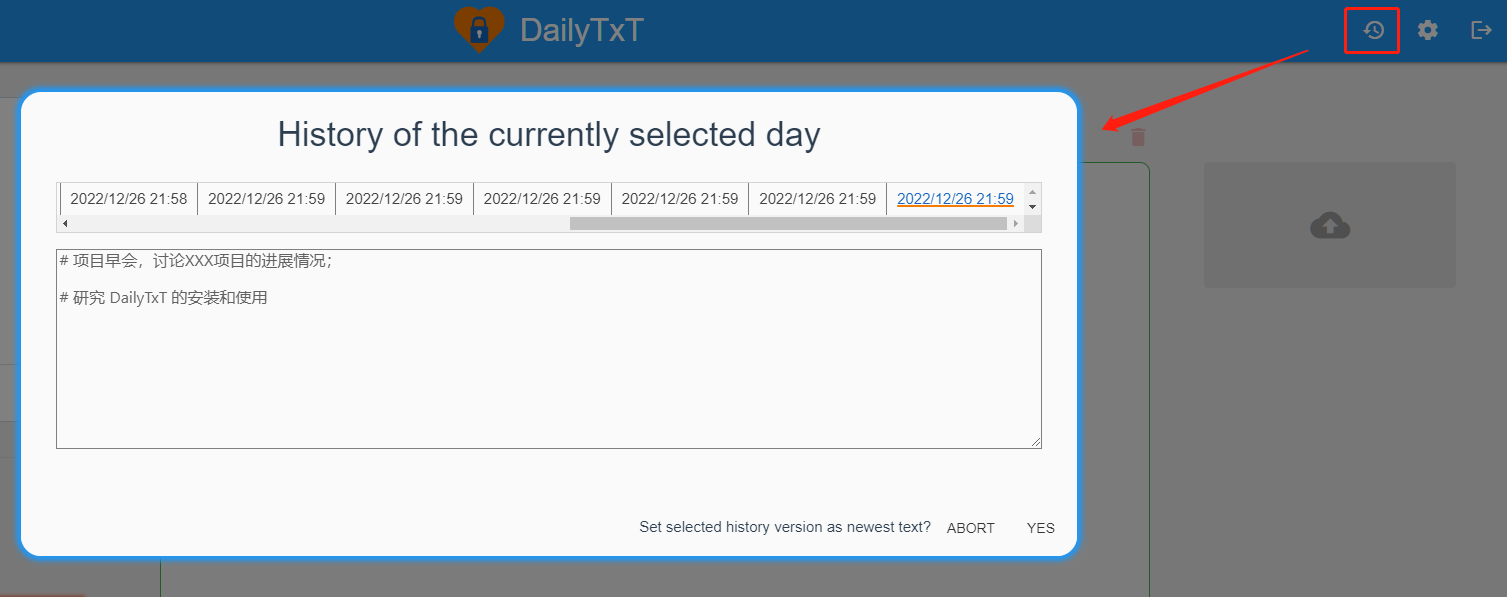 DailyTxT
History of the currently selected day
2022/12/26 21:58 2022/12/26 21:59 2022/12/26 21:59 2022/12/26 21:59 2022/12/26 21:59 2022/12/26 21:59 2022/12/26 21:59
# 项目早会，讨论XXX项目的进展情况；
# 研究 DailyTxT 的安装和使用
Set selected history version as newest text? ABORT YES